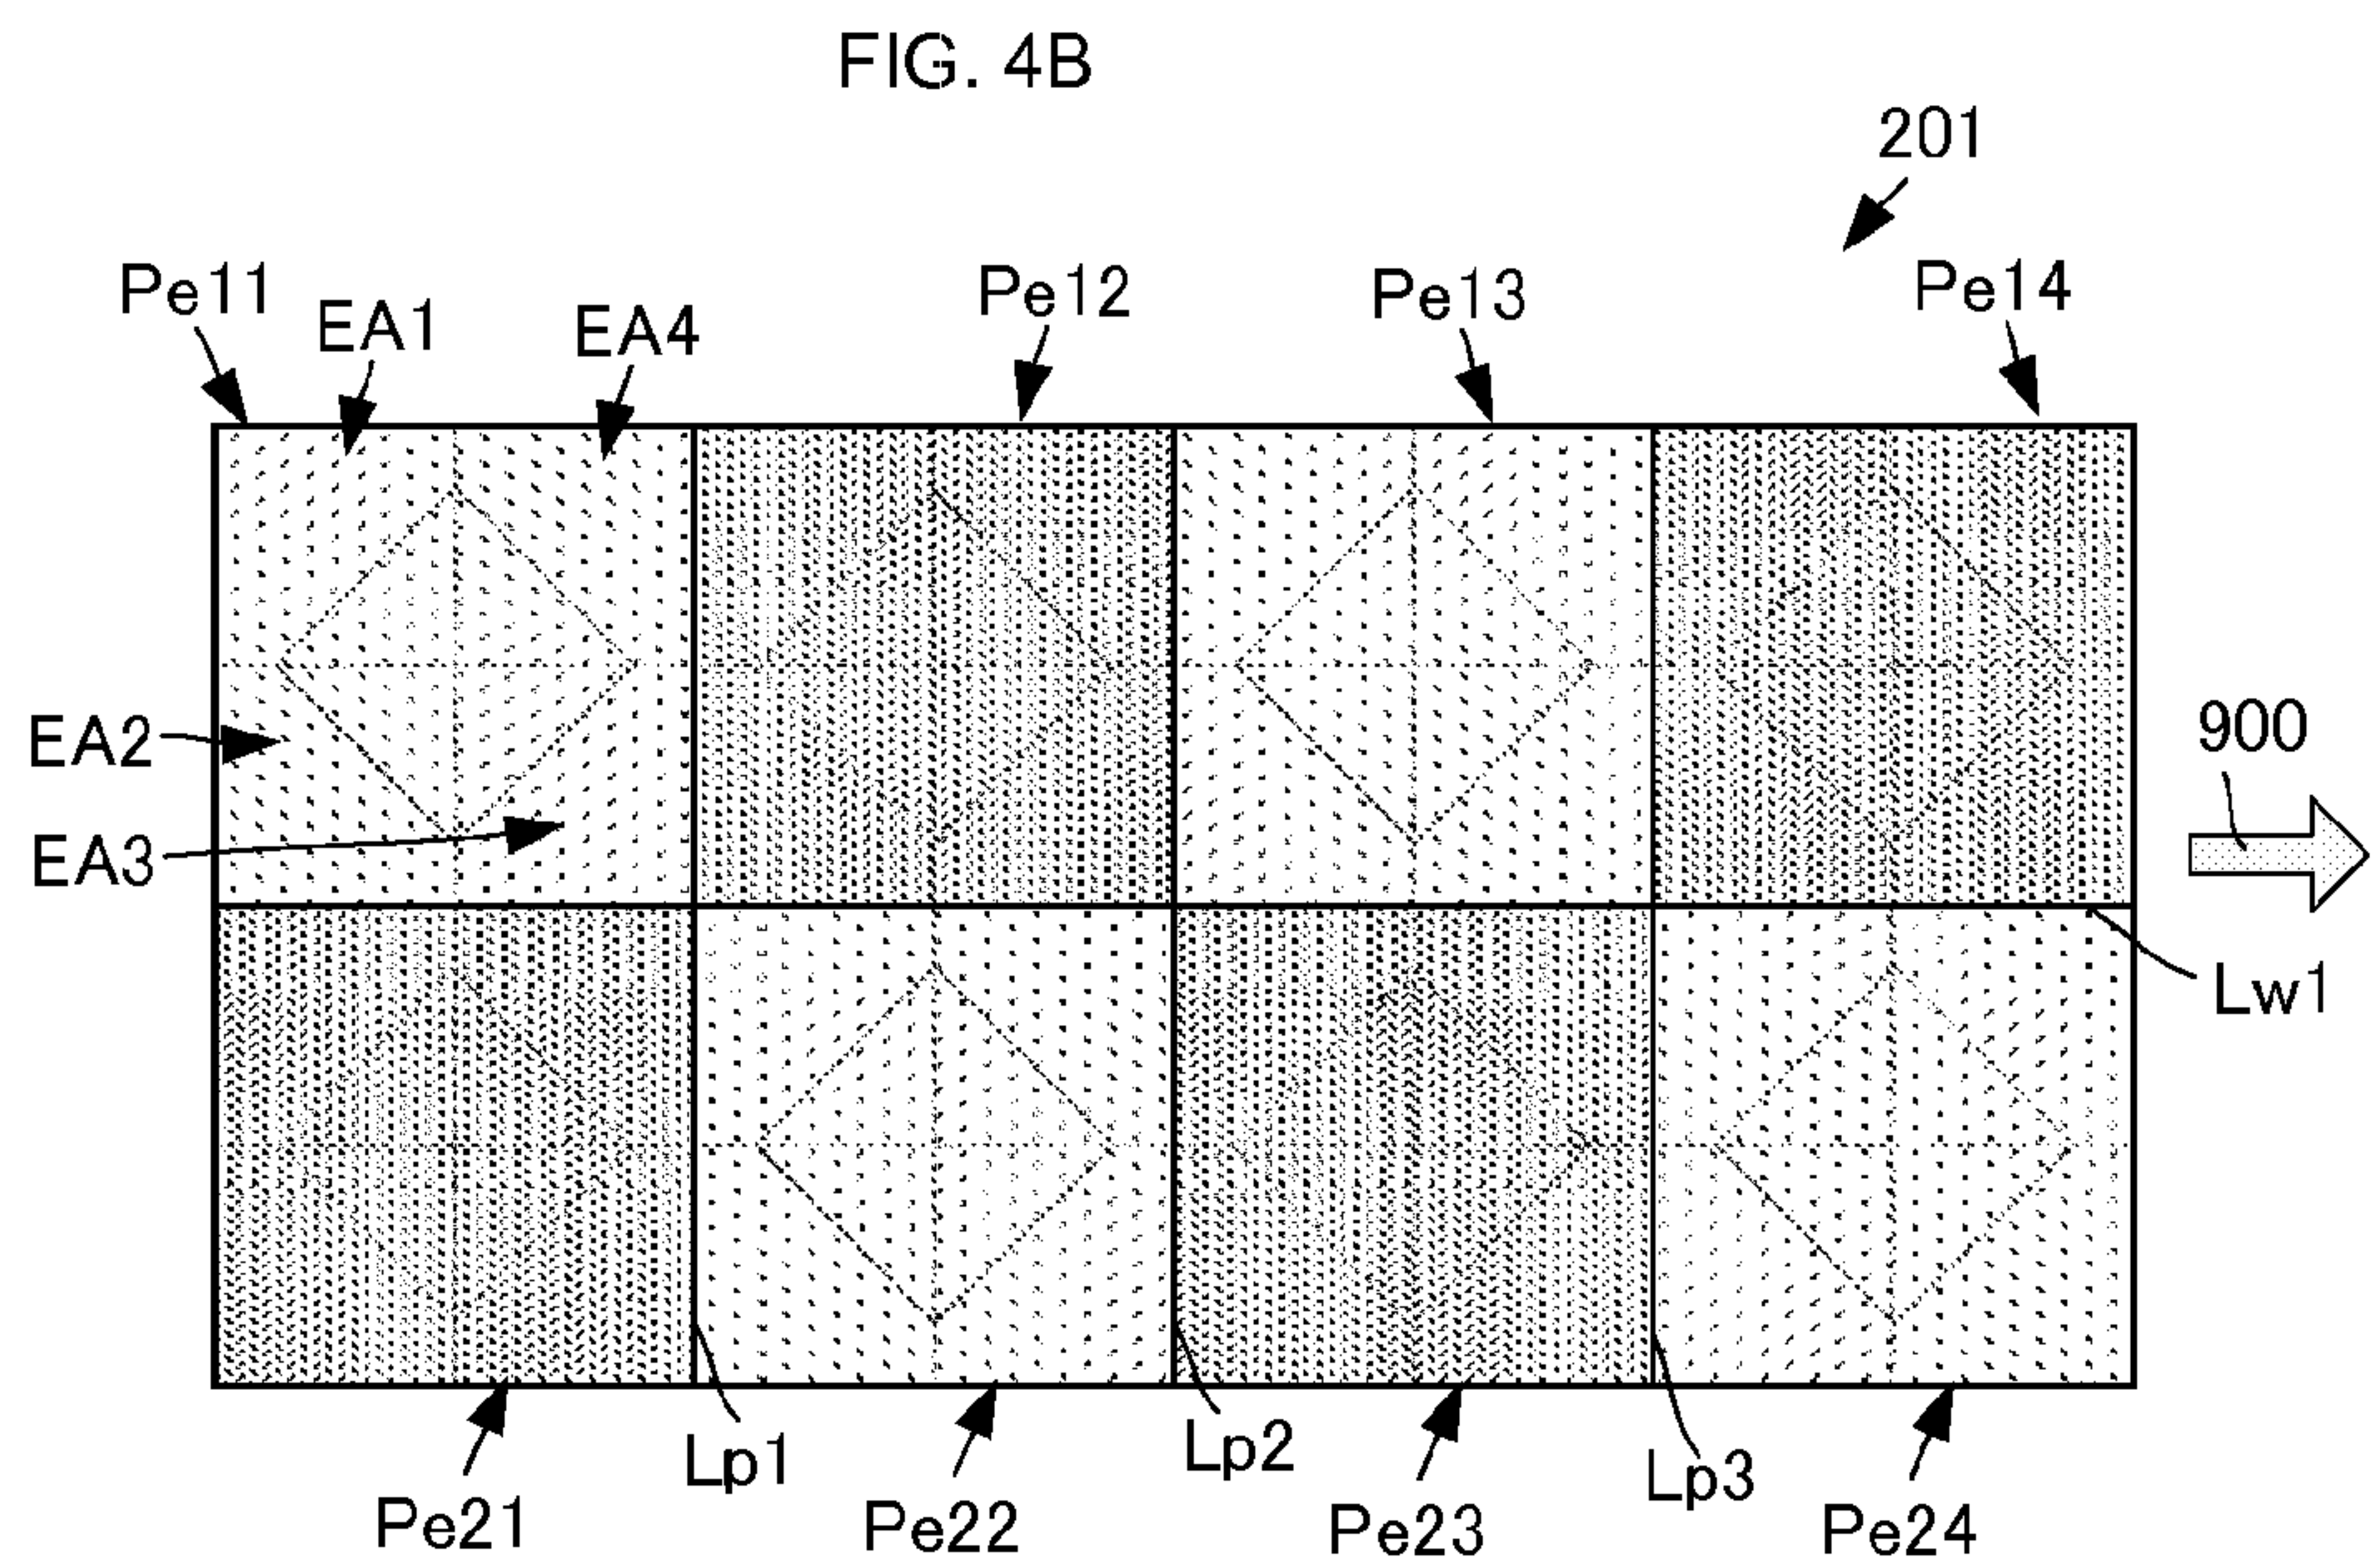 FIG. 4B
201
Pe11
EA1
EA4
Pe12
Pe13
Pe14
EA2
900
EA3
Lw1
Lp1
Lp2
Lp3
Pe21
Pe22
Pe23
Pe24